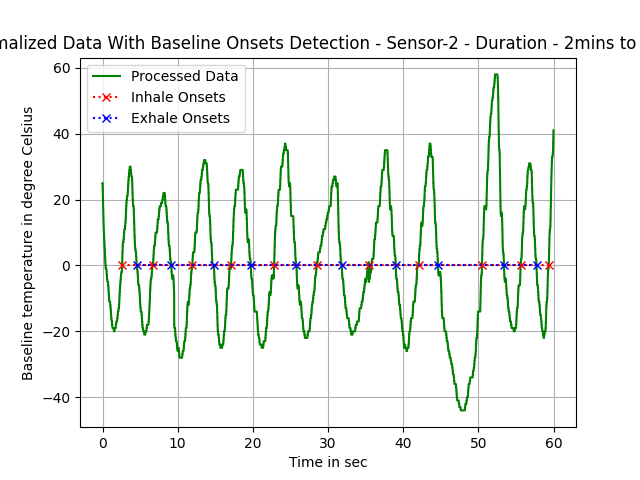 malized Data With Baseline Onsets Detection - Sensor-2 - Duration - 2mins to
Processed Data
Inhale Onsets
Exhale Onsets
Baseline temperature in degree Celsius
60
40
20
0
−20
−40
0 10 20 30 40 50 60
Time in sec